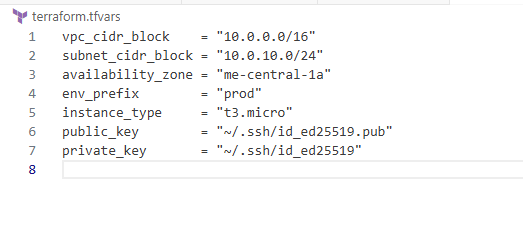 terraform.tfvars
1 vpc_cidr_block    = "10.0.0.0/16"
2 subnet_cidr_block = "10.0.10.0/24"
3 availability_zone = "me-central-1a"
4 env_prefix        = "prod"
5 instance_type     = "t3.micro"
6 public_key        = "~/.ssh/id_ed25519.pub"
7 private_key       = "~/.ssh/id_ed25519"
8